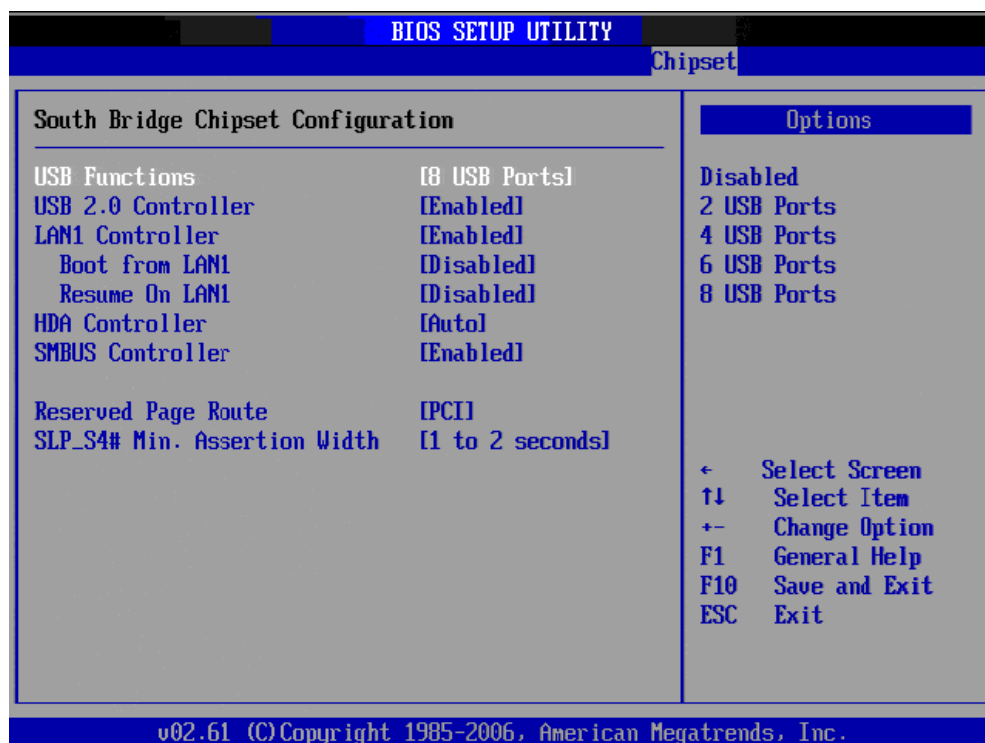 BIOS SETUP UTILITY
Chipset
South Bridge Chipset Configuration
USB Functions [8 USB Ports]
USB 2.0 Controller [Enabled]
LAN1 Controller [Enabled]
Boot from LAN1 [Disabled]
Resume On LAN1 [Disabled]
HDA Controller [Auto]
SMBUS Controller [Enabled]
Reserved Page Route [PCI]
SLP_S4# Min. Assertion Width [1 to 2 seconds]
Options
Disabled
2 USB Ports
4 USB Ports
6 USB Ports
8 USB Ports
← Select Screen
↑↓ Select Item
+- Change Option
F1 General Help
F10 Save and Exit
ESC Exit
v02.61 (C)Copyright 1985-2006, American Megatrends, Inc.